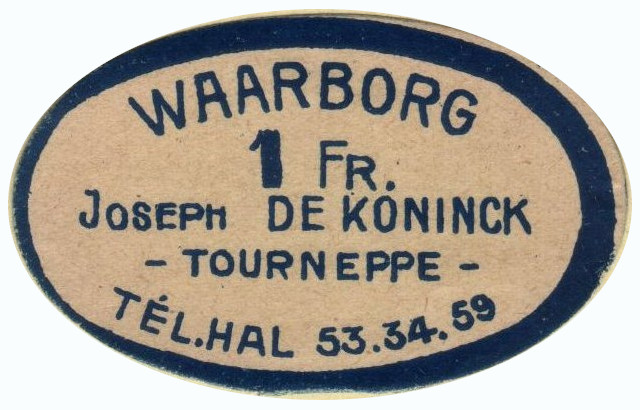 WAARBORG
1 FR.
JOSEPH DE KONINCK
- TOURNEPPE -
TÉL.HAL 53.34.59